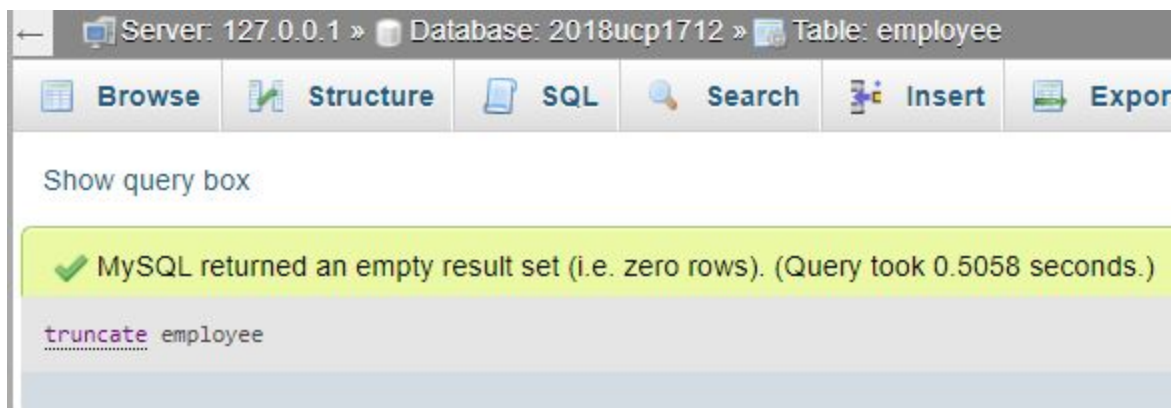 ← Server: 127.0.0.1 » Database: 2018ucp1712 » Table: employee
Browse Structure SQL Search Insert Expor
Show query box
MySQL returned an empty result set (i.e. zero rows). (Query took 0.5058 seconds.)
truncate employee